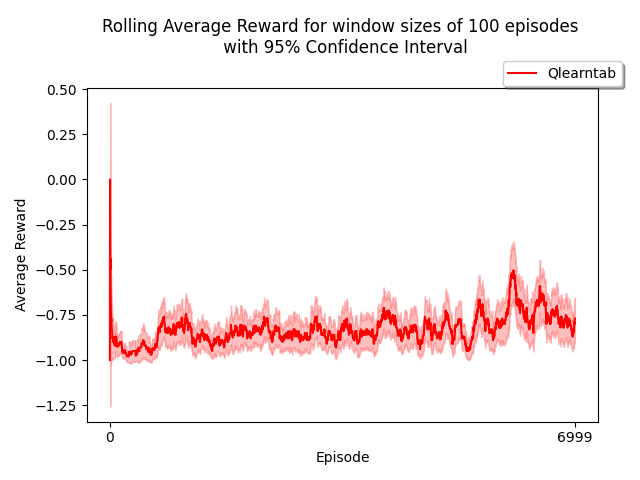 Rolling Average Reward for window sizes of 100 episodes
with 95% Confidence Interval
Qlearntab
0.50
0.25
0.00
−0.25
−0.50
−0.75
−1.00
−1.25
Average Reward
0
6999
Episode